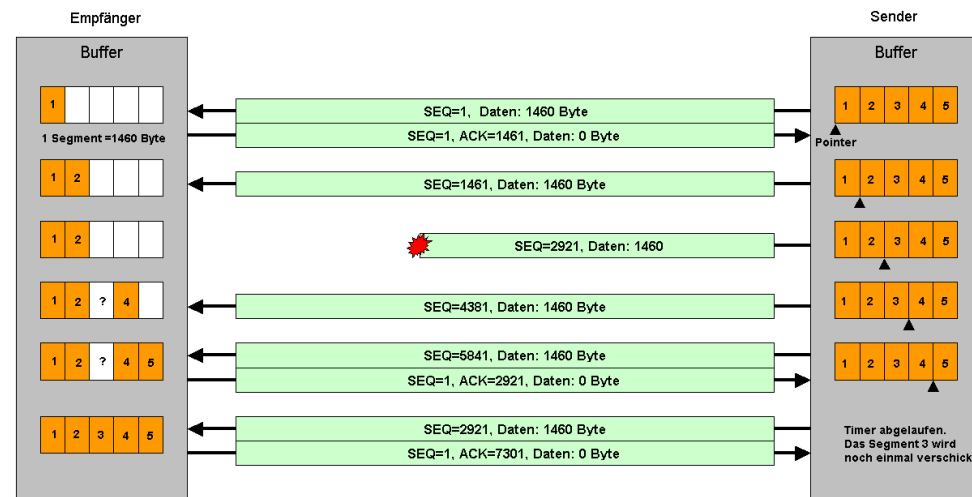 Empfänger
Sender
Buffer
Buffer
1
SEQ=1, Daten: 1460 Byte
1 2 3 4 5
1 Segment =1460 Byte
SEQ=1, ACK=1461, Daten: 0 Byte
Pointer
1 2
SEQ=1461, Daten: 1460 Byte
1 2 3 4 5
1 2
SEQ=2921, Daten: 1460
1 2 3 4 5
1 2 ? 4
SEQ=4381, Daten: 1460 Byte
1 2 3 4 5
1 2 ? 4 5
SEQ=5841, Daten: 1460 Byte
1 2 3 4 5
SEQ=1, ACK=2921, Daten: 0 Byte
1 2 3 4 5
SEQ=2921, Daten: 1460 Byte
SEQ=1, ACK=7301, Daten: 0 Byte
Timer abgelaufen.
Das Segment 3 wird
noch einmal verschick